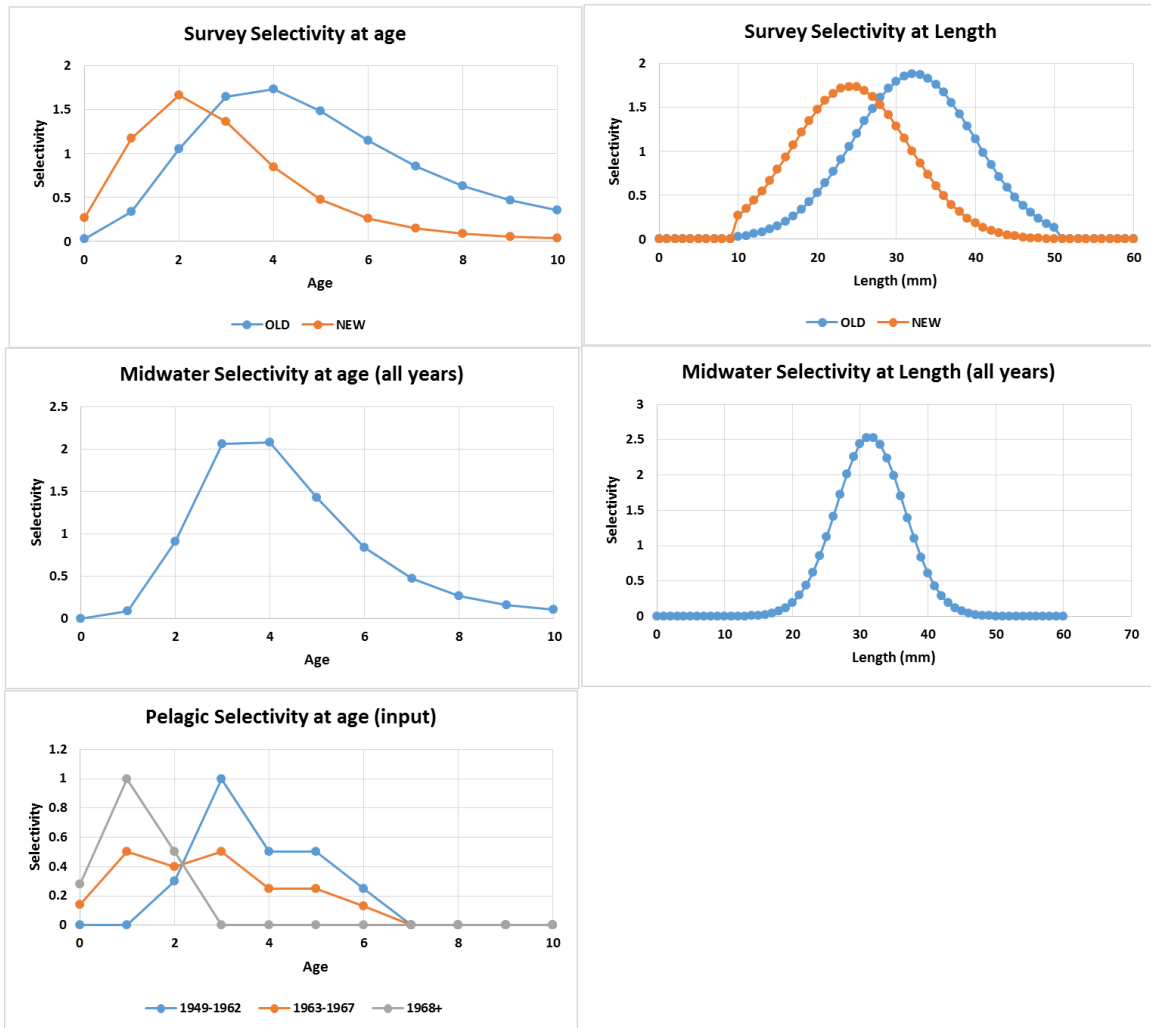 Survey Selectivity at age
2
1.5
1
0.5
0
Selectivity
0 2 4 6 8 10
Age
OLD NEW
Survey Selectivity at Length
2
1.5
1
0.5
0
Selectivity
0 10 20 30 40 50 60
Length (mm)
OLD NEW
Midwater Selectivity at age (all years)
2.5
2
1.5
1
0.5
0
Selectivity
0 2 4 6 8 10
Age
Midwater Selectivity at Length (all years)
3
2.5
2
1.5
1
0.5
0
Selectivity
0 10 20 30 40 50 60 70
Length (mm)
Pelagic Selectivity at age (input)
1.2
1
0.8
0.6
0.4
0.2
0
Selectivity
0 2 4 6 8 10
Age
1949-1962 1963-1967 1968+